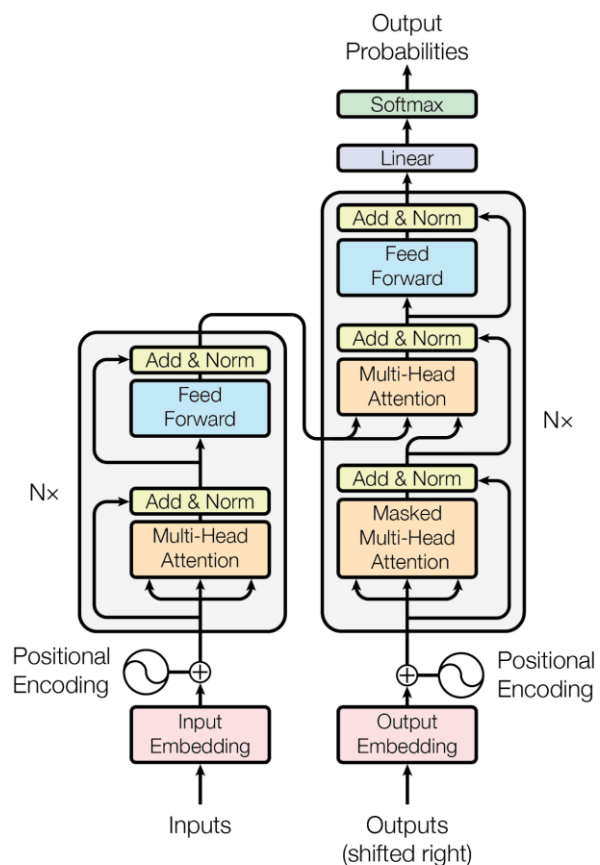 Output
Probabilities
Softmax
Linear
Add & Norm
Feed
Forward
Add & Norm
Multi-Head
Attention
Add & Norm
Masked
Multi-Head
Attention
N×
Add & Norm
Feed
Forward
Add & Norm
Multi-Head
Attention
N×
Positional
Encoding
Positional
Encoding
Input
Embedding
Output
Embedding
Inputs
Outputs
(shifted right)